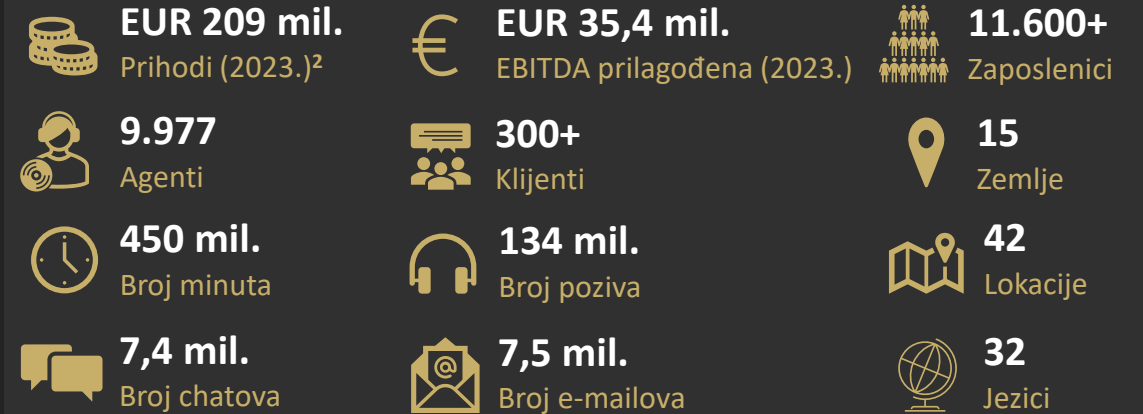 EUR 209 mil.
Prihodi (2023.)²
EUR 35,4 mil.
EBITDA prilagođena (2023.)
11.600+
Zaposlenici
9.977
Agenti
300+
Klijenti
15
Zemlje
450 mil.
Broj minuta
134 mil.
Broj poziva
42
Lokacije
7,4 mil.
Broj chatova
@
7,5 mil.
Broj e-mailova
32
Jezici